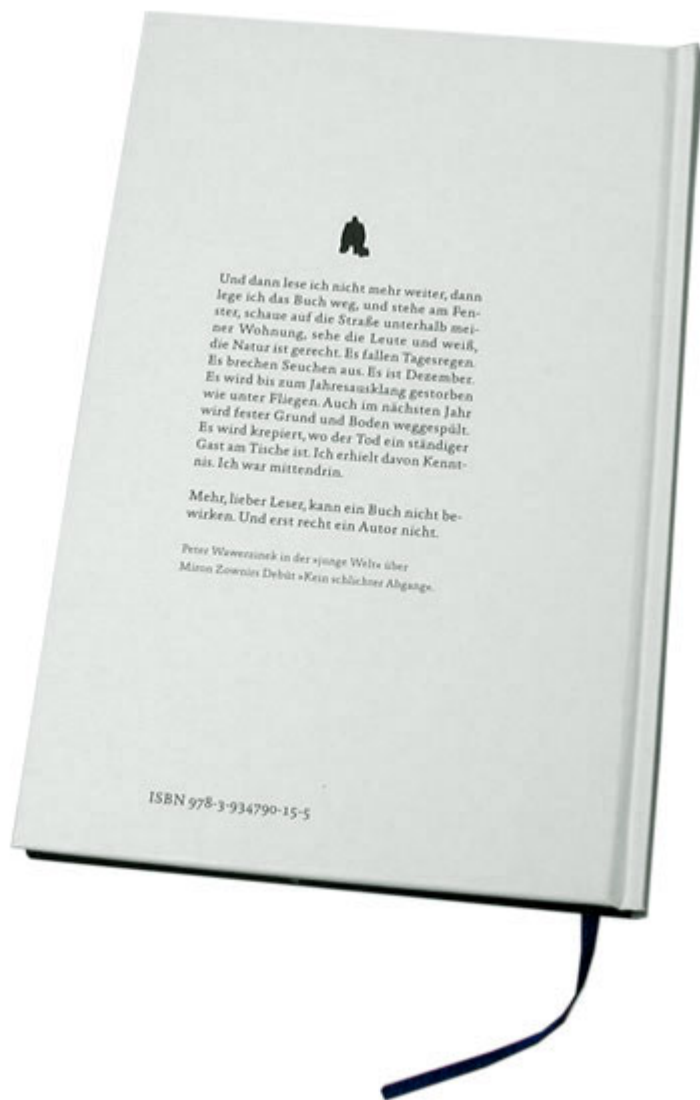 Und dann lese ich nicht mehr weiter, dann
lege ich das Buch weg, und stehe am Fen-
ster, schaue auf die Straße unterhalb mei-
ner Wohnung, sehe die Leute und weiß,
die Natur ist gerecht. Es fallen Tagesregen.
Es brechen Seuchen aus. Es ist Dezember.
Es wird bis zum Jahresausklang gestorben
wie unter Fliegen. Auch im nächsten Jahr
wird fester Grund und Boden weggespült.
Es wird krepiert, wo der Tod ein ständiger
Gast am Tische ist. Ich erhielt davon Kennt-
nis. Ich war mittendrin.
Mehr, lieber Leser, kann ein Buch nicht be-
wirken. Und erst recht ein Autor nicht.
Peter Wawerzinek in der »junge Welt« über
Miron Zownirs Debüt »Kein schlichter Abgang«.
ISBN 978-3-934790-15-5